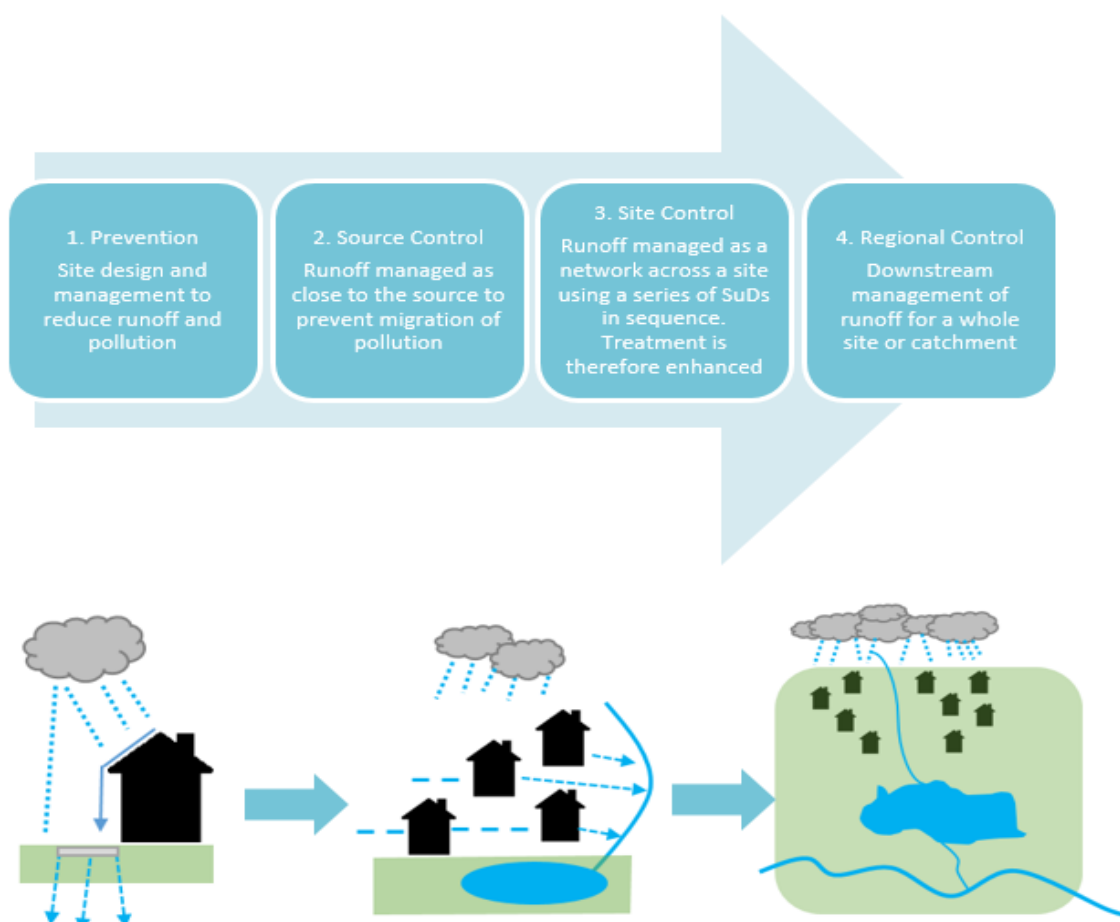 1. Prevention
Site design and
management to
reduce runoff and
pollution
2. Source Control
Runoff managed as
close to the source to
prevent migration of
pollution
3. Site Control
Runoff managed as a
network across a site
using a series of SuDs
in sequence.
Treatment is
therefore enhanced
4. Regional Control
Downstream
management of
runoff for a whole
site or catchment